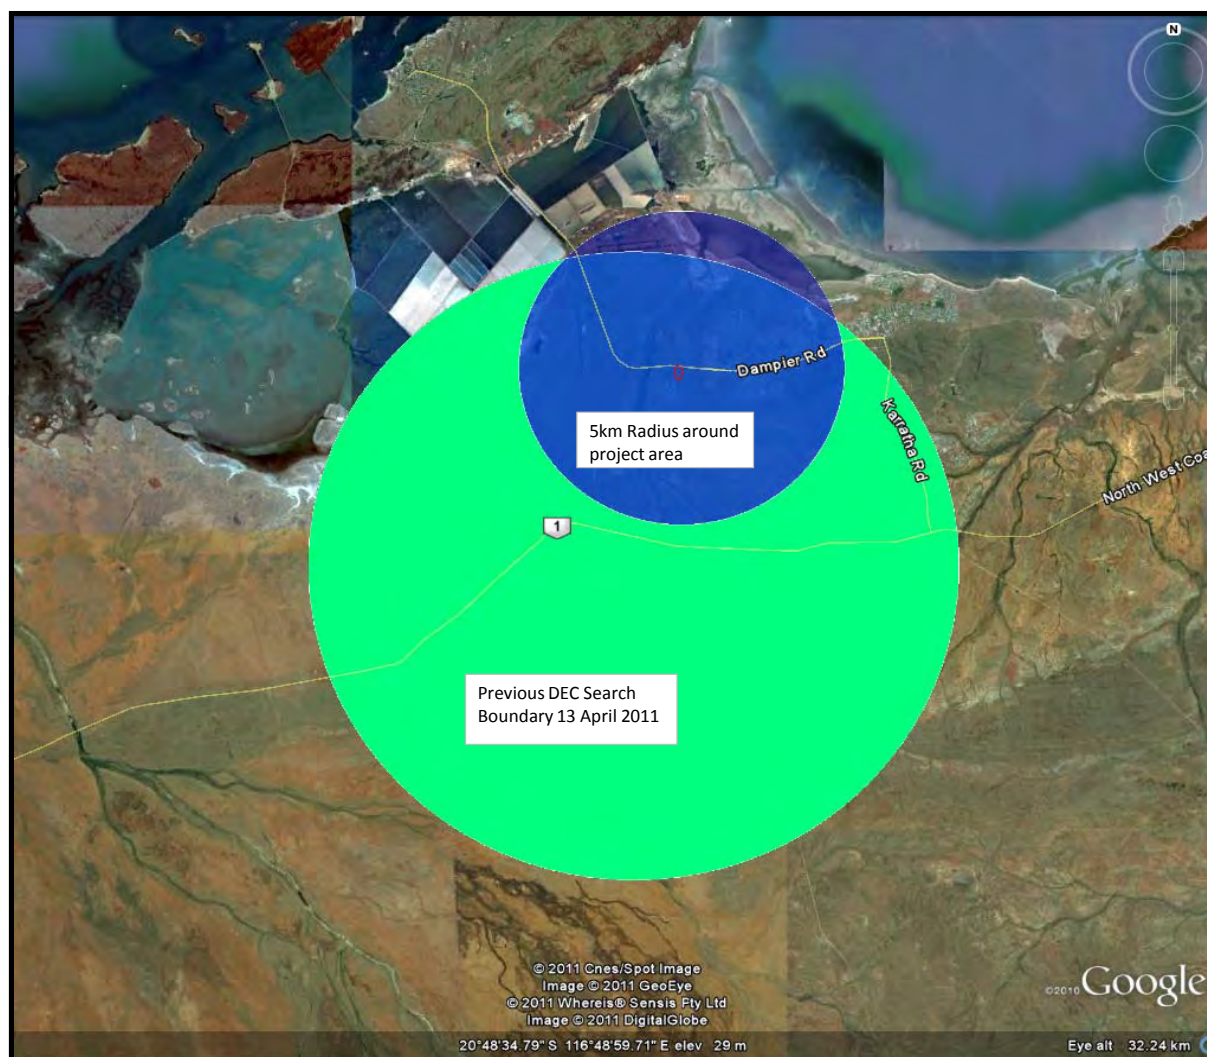 N
Dampier Rd
5km Radius around
project area
Karratha Rd
North West Coa
1
Previous DEC Search
Boundary 13 April 2011
© 2011 Cnes/Spot Image
Image © 2011 GeoEye
© 2011 Whereis® Sensis Pty Ltd
Image © 2011 DigitalGlobe
©2010 Google
20°48'34.79" S 116°48'59.71" E elev 29 m
Eye alt 32.24 km